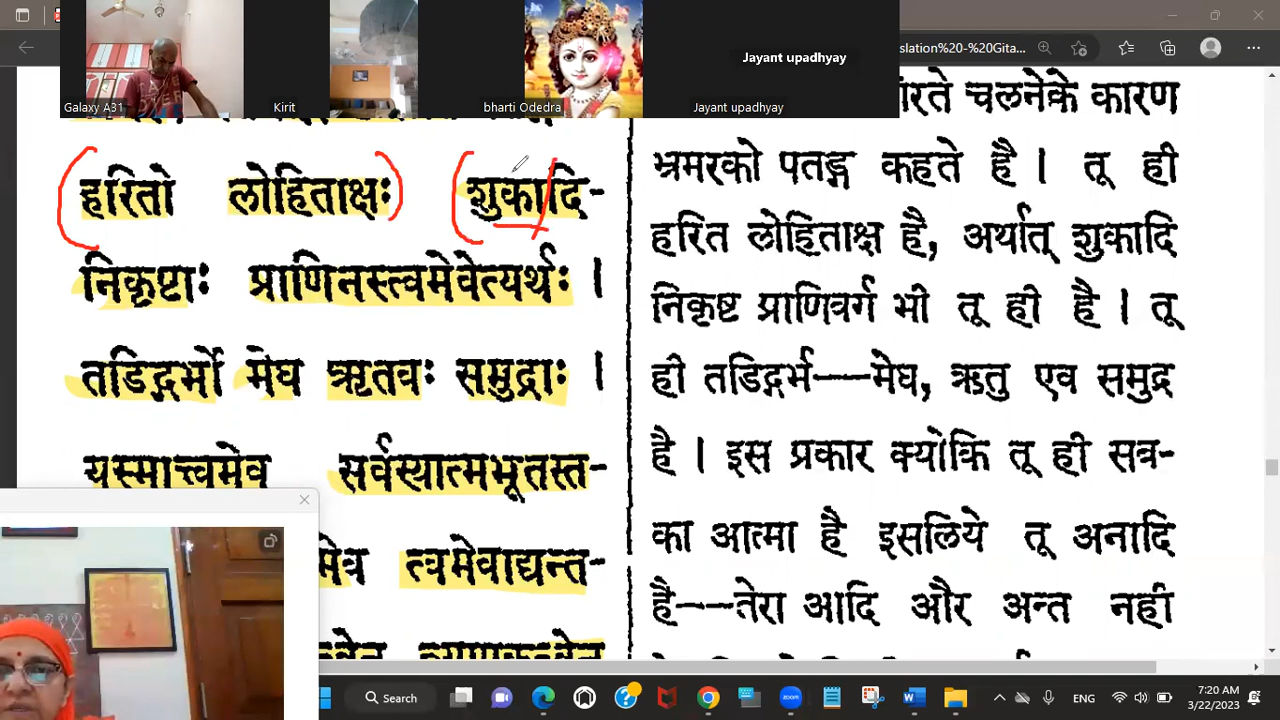 Galaxy A31
Kirit
bharti Odedra
Jayant upadhyay
Jayant upadhyay
slation%20-%20Gita...
हरितो लोहिताक्षः शुकादि-
निकृष्टाः प्राणिनस्त्वमेवेत्यर्थः ।
तडिद्गर्भो मेघ ऋतवः समुद्राः ।
यस्मात्त्वमेव सर्वस्यात्मभूतस्त-
त्वमेवाद्यन्त-
चलनेके कारण
भ्रमरको पतङ्ग कहते है । तू ही
हरित लोहिताक्ष है, अर्थात् शुकादि
निकृष्ट प्राणिवर्ग भी तू ही है । तू
ही तडिद्गर्भ——मेघ, ऋतु एव समुद्र
है । इस प्रकार क्योंकि तू ही सब-
का आत्मा है इसलिये तू अनादि
है——तेरा आदि और अन्त नही
Search
ENG
7:20 AM
3/22/2023